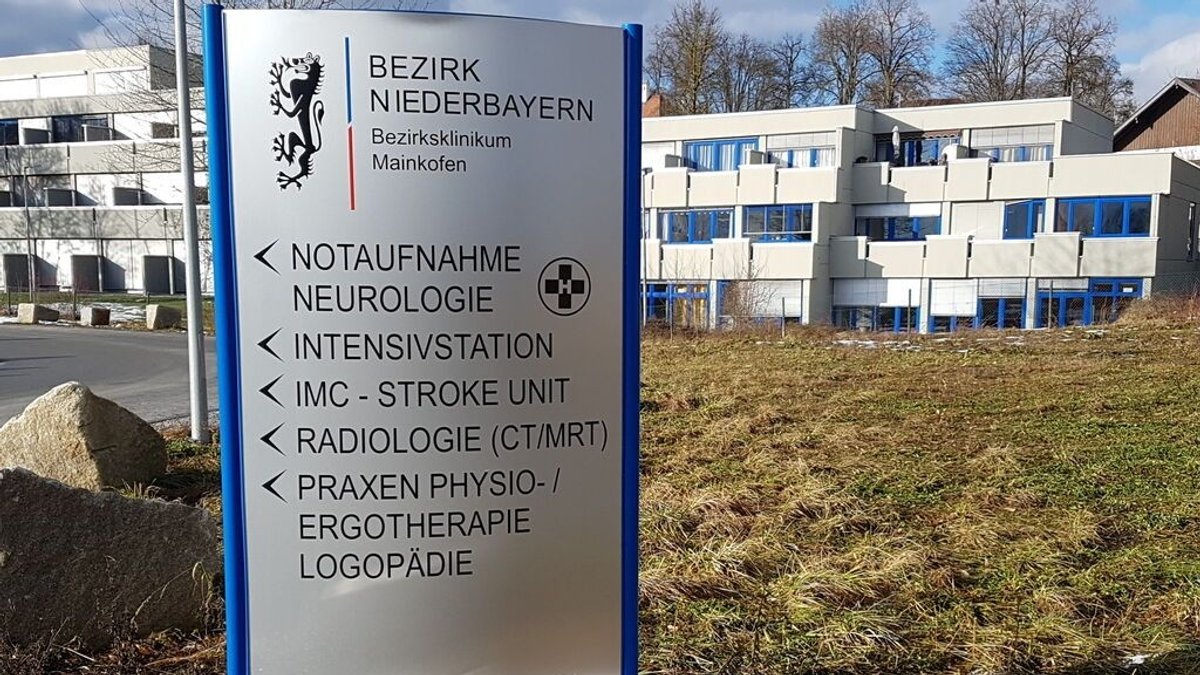 BEZIRK
NIEDERBAYERN
Bezirksklinikum
Mainkofen
NOTAUFNAHME
NEUROLOGIE H
INTENSIVSTATION
IMC - STROKE UNIT
RADIOLOGIE (CT/MRT)
PRAXEN PHYSIO- /
ERGOTHERAPIE
LOGOPÄDIE